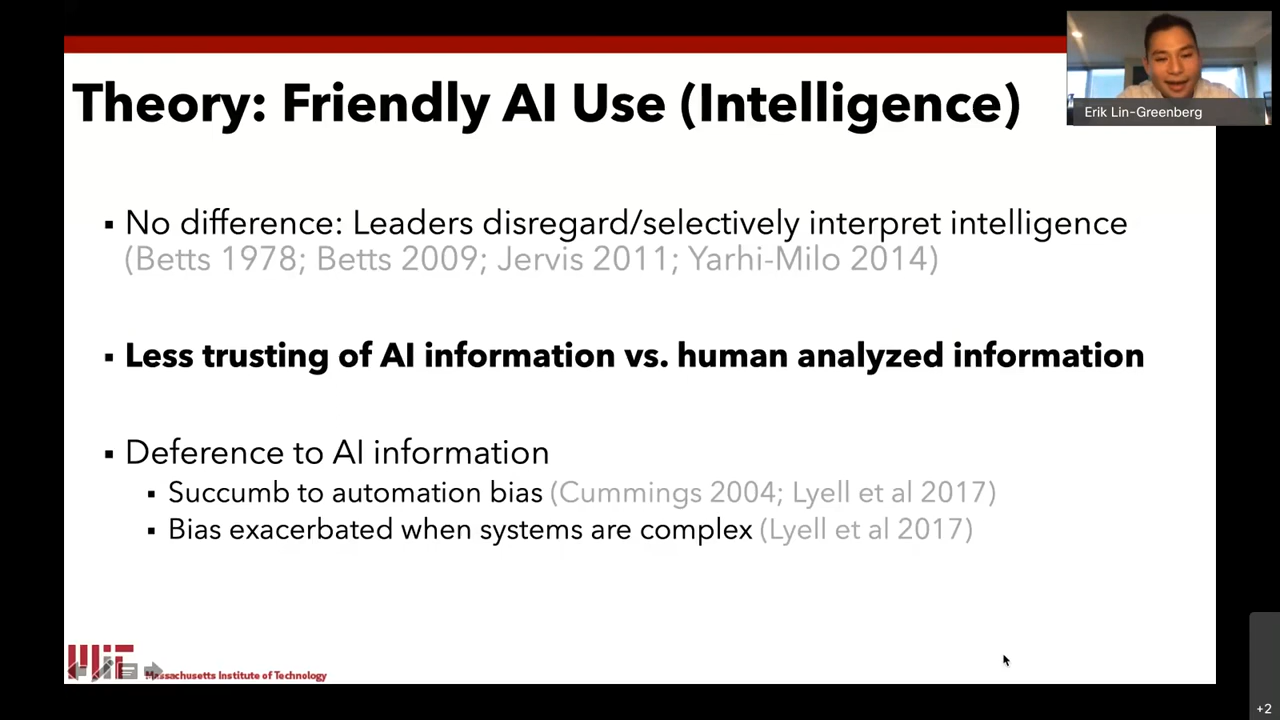 Theory: Friendly AI Use (Intelligence)
Erik Lin-Greenberg
▪ No difference: Leaders disregard/selectively interpret intelligence
(Betts 1978; Betts 2009; Jervis 2011; Yarhi-Milo 2014)
▪ Less trusting of AI information vs. human analyzed information
▪ Deference to AI information
▪ Succumb to automation bias (Cummings 2004; Lyell et al 2017)
▪ Bias exacerbated when systems are complex (Lyell et al 2017)
MIT
Massachusetts Institute of Technology
+2